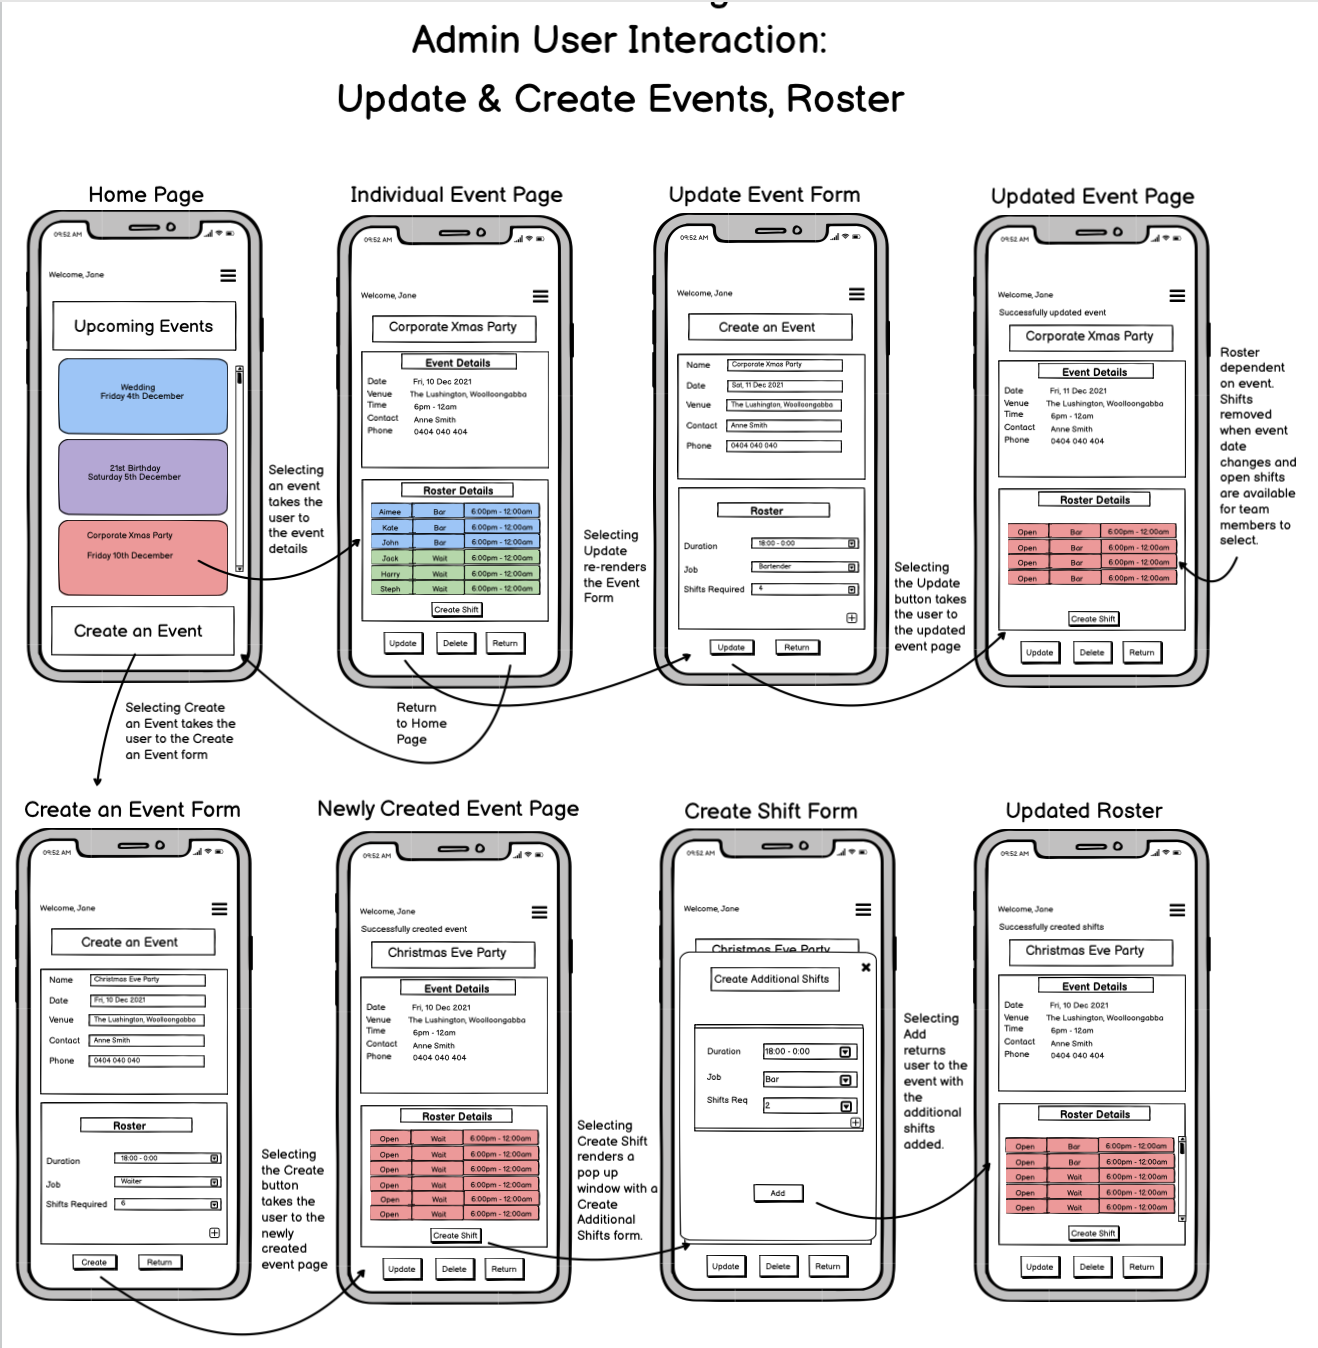 Admin User Interaction:
Update & Create Events, Roster
Home Page
09:52 AM
Welcome, Jane
Upcoming Events
Wedding
Friday 4th December
21st Birthday
Saturday 5th December
Corporate Xmas Party
Friday 10th December
Create an Event
Selecting
an event
takes the
user to
the event
details
Individual Event Page
09:52 AM
Welcome, Jane
Corporate Xmas Party
Event Details
Date Fri, 10 Dec 2021
Venue The Lushington, Woolloongabba
Time 6pm - 12am
Contact Anne Smith
Phone 0404 040 404
Roster Details
Aimee Bar 6:00pm - 12:00am
Kate Bar 6:00pm - 12:00am
John Bar 6:00pm - 12:00am
Jack Wait 6:00pm - 12:00am
Harry Wait 6:00pm - 12:00am
Steph Wait 6:00pm - 12:00am
Create Shift
Update Delete Return
Selecting
Update
re-renders
the Event
Form
Update Event Form
09:52 AM
Welcome, Jane
Create an Event
Name Corporate Xmas Party
Date Sat, 11 Dec 2021
Venue The Lushington, Woolloongabba
Contact Anne Smith
Phone 0404 040 040
Roster
Duration 18:00 - 0:00
Job Bartender
Shifts Required 4
Update Return
Selecting
the Update
button takes
the user to
the updated
event page
Updated Event Page
09:52 AM
Welcome, Jane
Successfully updated event
Corporate Xmas Party
Event Details
Date Fri, 11 Dec 2021
Venue The Lushington, Woolloongabba
Time 6pm - 12am
Contact Anne Smith
Phone 0404 040 404
Roster Details
Open Bar 6:00pm - 12:00am
Open Bar 6:00pm - 12:00am
Open Bar 6:00pm - 12:00am
Open Bar 6:00pm - 12:00am
Create Shift
Update Delete Return
Roster
dependent
on event.
Shifts
removed
when event
date
changes and
open shifts
are available
for team
members to
select.
Selecting Create
an Event takes the
user to the Create
an Event form
Return
to Home
Page
Create an Event Form
09:52 AM
Welcome, Jane
Create an Event
Name Christmas Eve Party
Date Fri, 10 Dec 2021
Venue The Lushington, Woolloongabba
Contact Anne Smith
Phone 0404 040 040
Roster
Duration 18:00 - 0:00
Job Waiter
Shifts Required 6
Create Return
Selecting
the Create
button
takes the
user to the
newly
created
event page
Newly Created Event Page
09:52 AM
Welcome, Jane
Successfully created event
Christmas Eve Party
Event Details
Date Fri, 10 Dec 2021
Venue The Lushington, Woolloongabba
Time 6pm - 12am
Contact Anne Smith
Phone 0404 040 404
Roster Details
Open Wait 6:00pm - 12:00am
Open Wait 6:00pm - 12:00am
Open Wait 6:00pm - 12:00am
Open Wait 6:00pm - 12:00am
Open Wait 6:00pm - 12:00am
Open Wait 6:00pm - 12:00am
Create Shift
Update Delete Return
Selecting
Create Shift
renders a
pop up
window with a
Create
Additional
Shifts form.
Create Shift Form
09:52 AM
Welcome, Jane
Christmas Eve Party
Create Additional Shifts
Duration 18:00 - 0:00
Job Bar
Shifts Req 2
Add
Update Delete Return
Selecting
Add
returns
user to the
event with
the
additional
shifts
added.
Updated Roster
09:52 AM
Welcome, Jane
Successfully created shifts
Christmas Eve Party
Event Details
Date Fri, 10 Dec 2021
Venue The Lushington, Woolloongabba
Time 6pm - 12am
Contact Anne Smith
Phone 0404 040 404
Roster Details
Open Bar 6:00pm - 12:00am
Open Bar 6:00pm - 12:00am
Open Wait 6:00pm - 12:00am
Open Wait 6:00pm - 12:00am
Open Wait 6:00pm - 12:00am
Create Shift
Update Delete Return